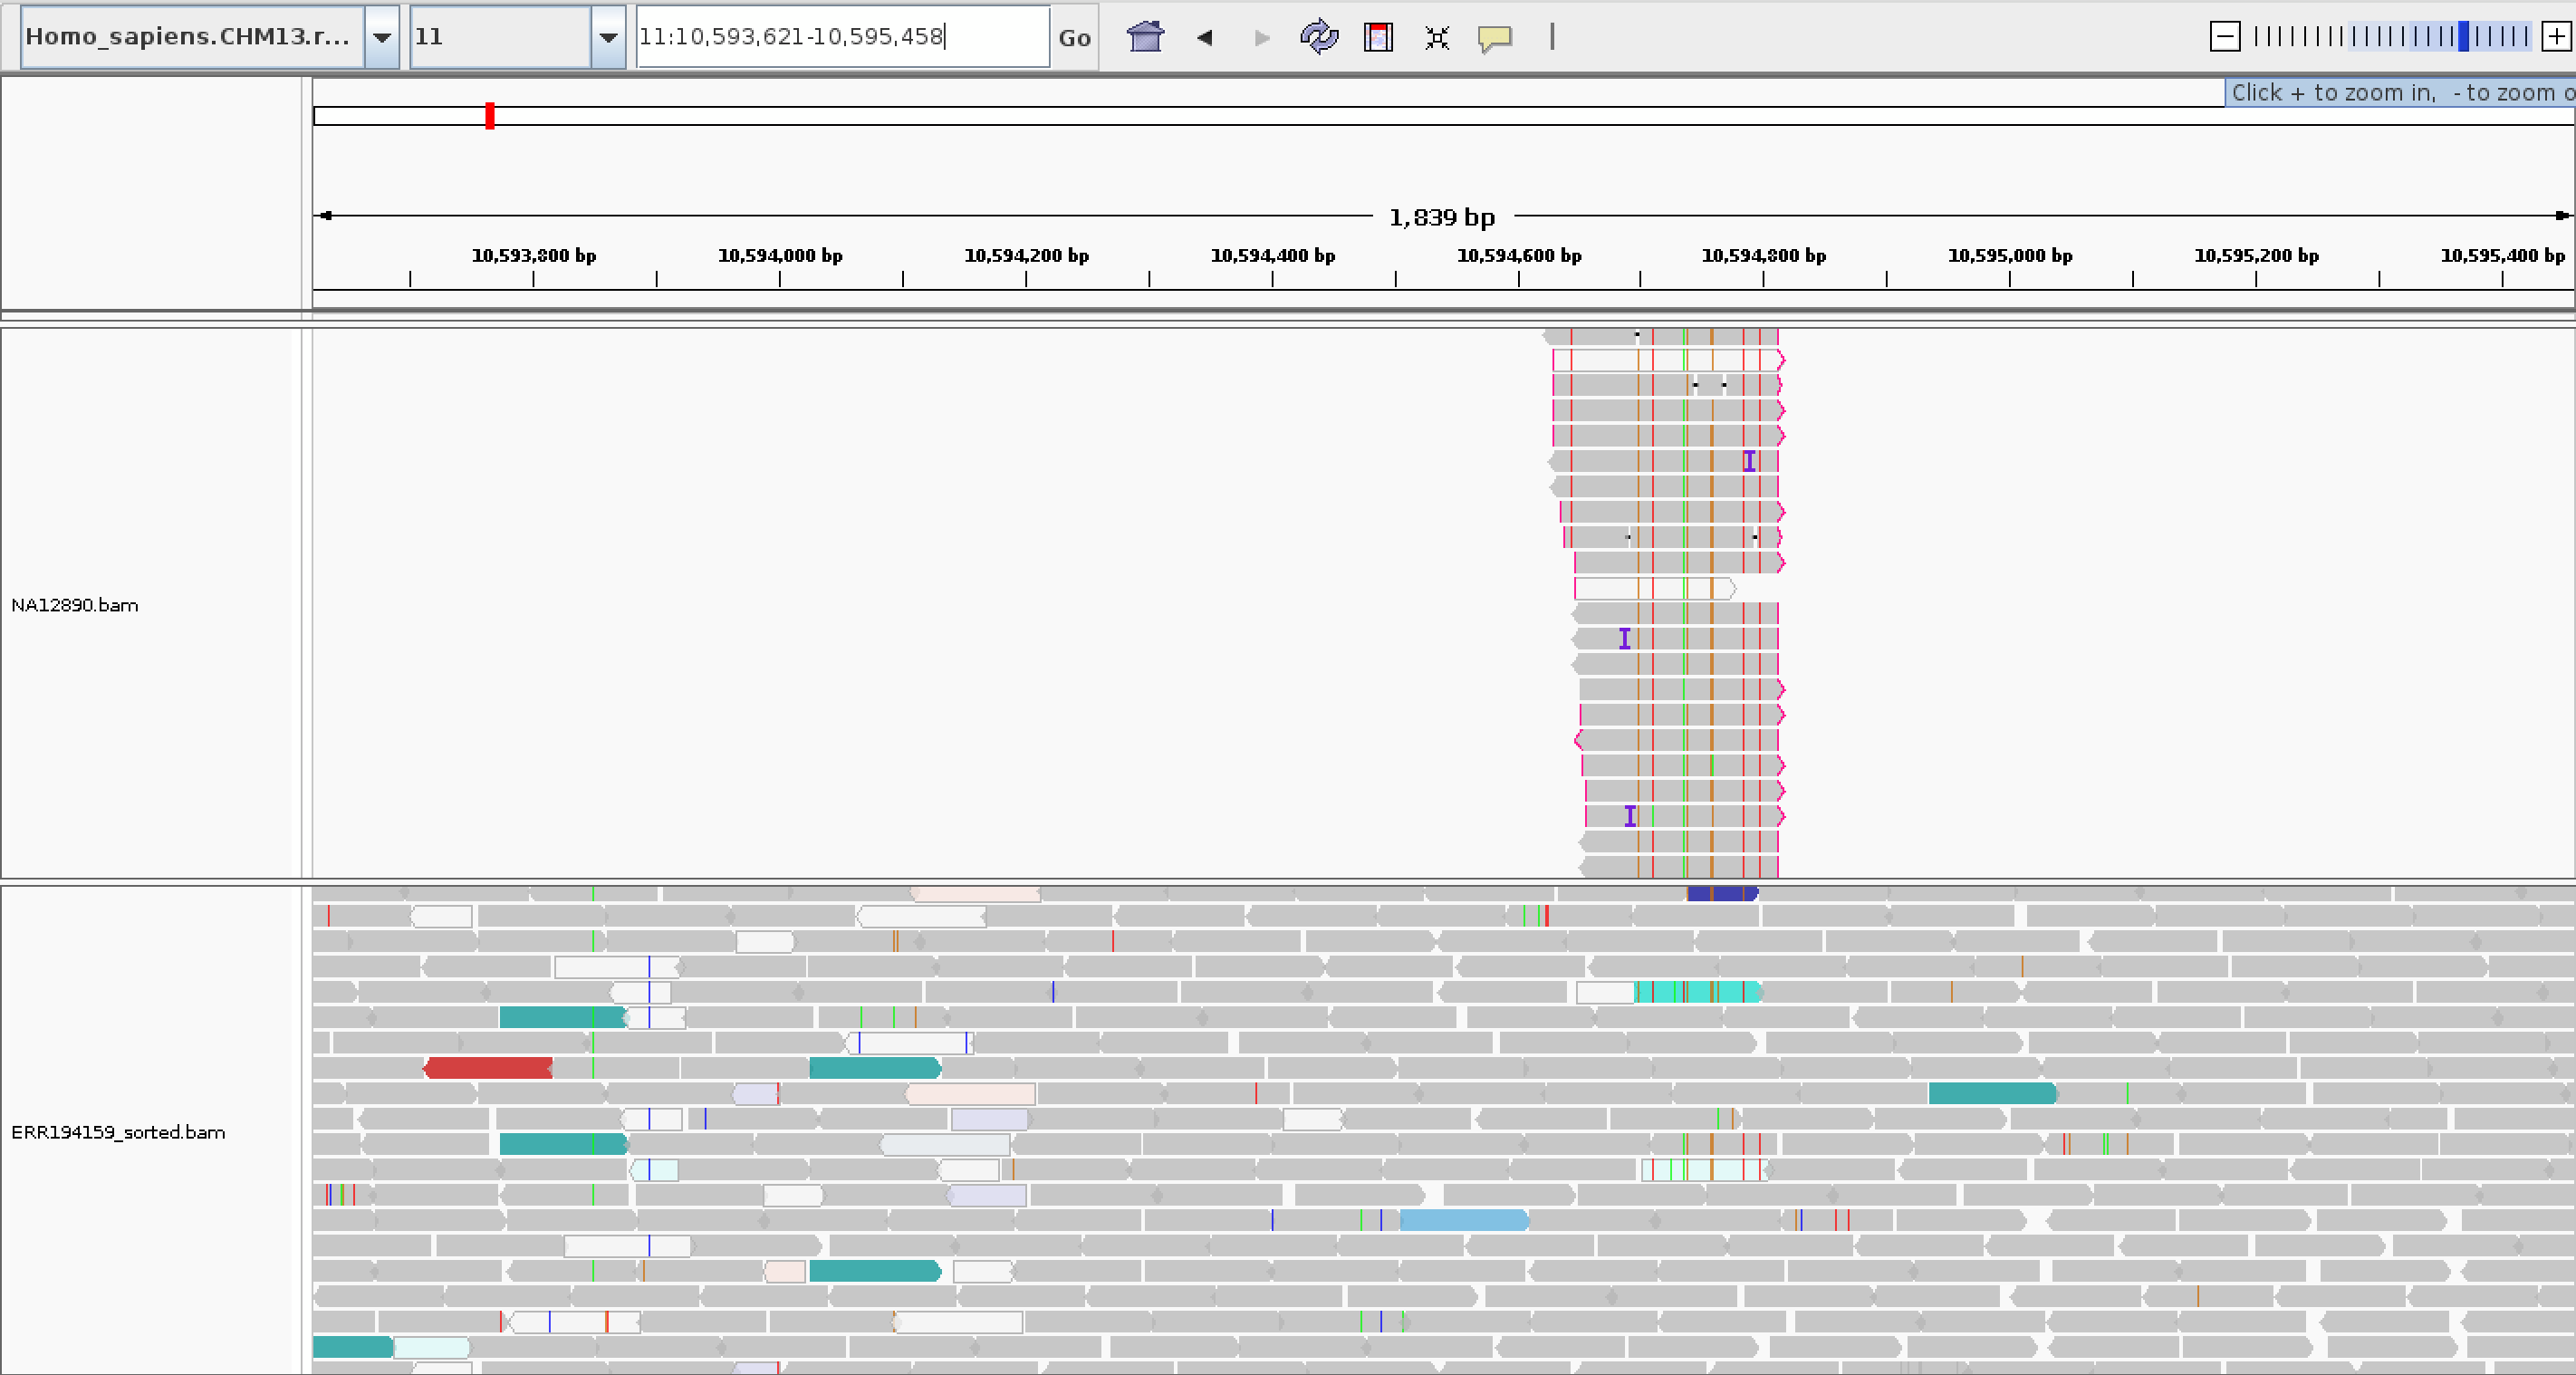 Homo_sapiens.CHM13.r... 11 11:10,593,621-10,595,458 Go
Click + to zoom in, - to zoom o
1,839 bp
10,593,800 bp 10,594,000 bp 10,594,200 bp 10,594,400 bp 10,594,600 bp 10,594,800 bp 10,595,000 bp 10,595,200 bp 10,595,400 bp
NA12890.bam
ERR194159_sorted.bam